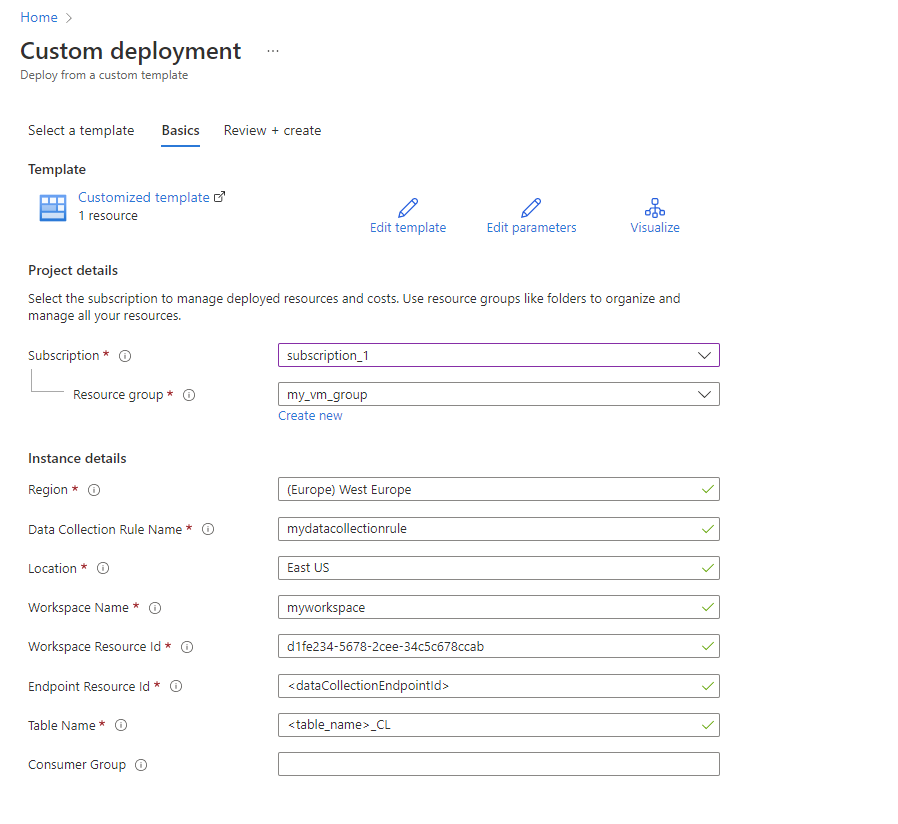 Home
Custom deployment ...
Deploy from a custom template
Select a template Basics Review + create
Template
Customized template
1 resource
Edit template Edit parameters Visualize
Project details
Select the subscription to manage deployed resources and costs. Use resource groups like folders to organize and
manage all your resources.
Subscription * subscription_1
Resource group * my_vm_group
Create new
Instance details
Region * (Europe) West Europe
Data Collection Rule Name * mydatacollectionrule
Location * East US
Workspace Name * myworkspace
Workspace Resource Id * d1fe234-5678-2cee-34c5c678ccab
Endpoint Resource Id * <dataCollectionEndpointId>
Table Name * <table_name>_CL
Consumer Group